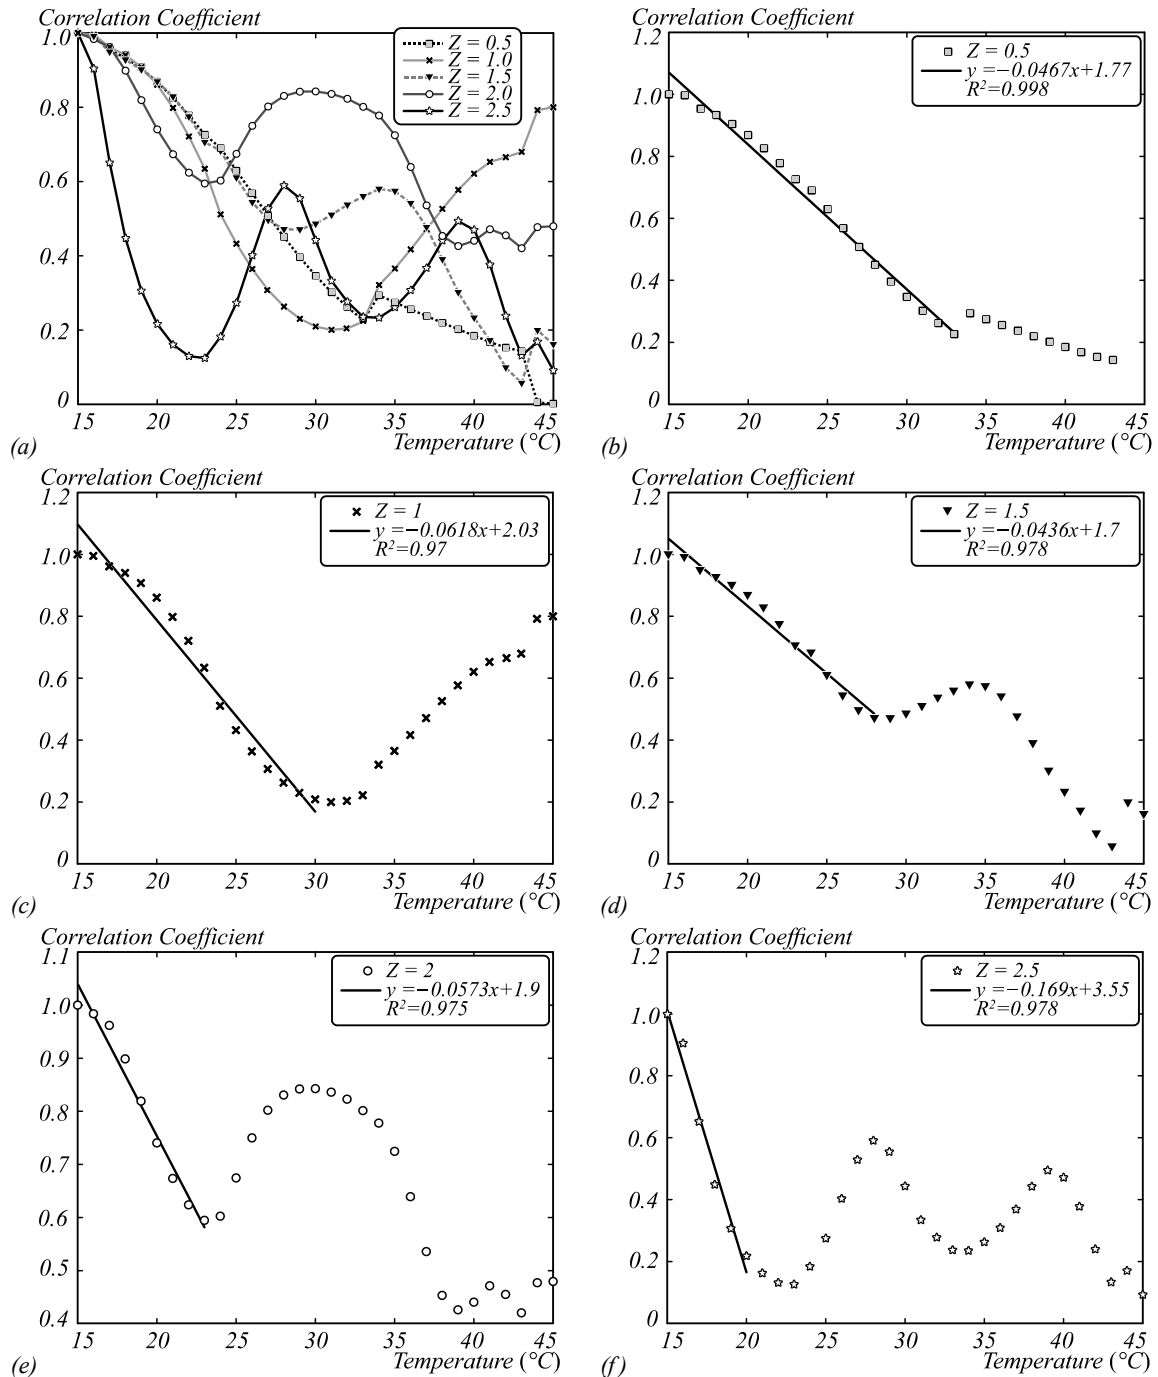 Correlation Coefficient
1.0
0.8
0.6
0.4
0.2
0
Z = 0.5
Z = 1.0
Z = 1.5
Z = 2.0
Z = 2.5
15 20 25 30 35 40 45
Temperature (°C)
(a)
Correlation Coefficient
1.2
1.0
0.8
0.6
0.4
0.2
0
Z = 0.5
y =−0.0467x+1.77
R²=0.998
15 20 25 30 35 40 45
Temperature (°C)
(b)
Correlation Coefficient
1.2
1.0
0.8
0.6
0.4
0.2
0
Z = 1
y =−0.0618x+2.03
R²=0.97
15 20 25 30 35 40 45
Temperature (°C)
(c)
Correlation Coefficient
1.2
1.0
0.8
0.6
0.4
0.2
0
Z = 1.5
y =−0.0436x+1.7
R²=0.978
15 20 25 30 35 40 45
Temperature (°C)
(d)
Correlation Coefficient
1.1
1.0
0.9
0.8
0.7
0.6
0.5
0.4
Z = 2
y =−0.0573x+1.9
R²=0.975
15 20 25 30 35 40 45
Temperature (°C)
(e)
Correlation Coefficient
1.2
1.0
0.8
0.6
0.4
0.2
0
Z = 2.5
y =−0.169x+3.55
R²=0.978
15 20 25 30 35 40 45
Temperature (°C)
(f)